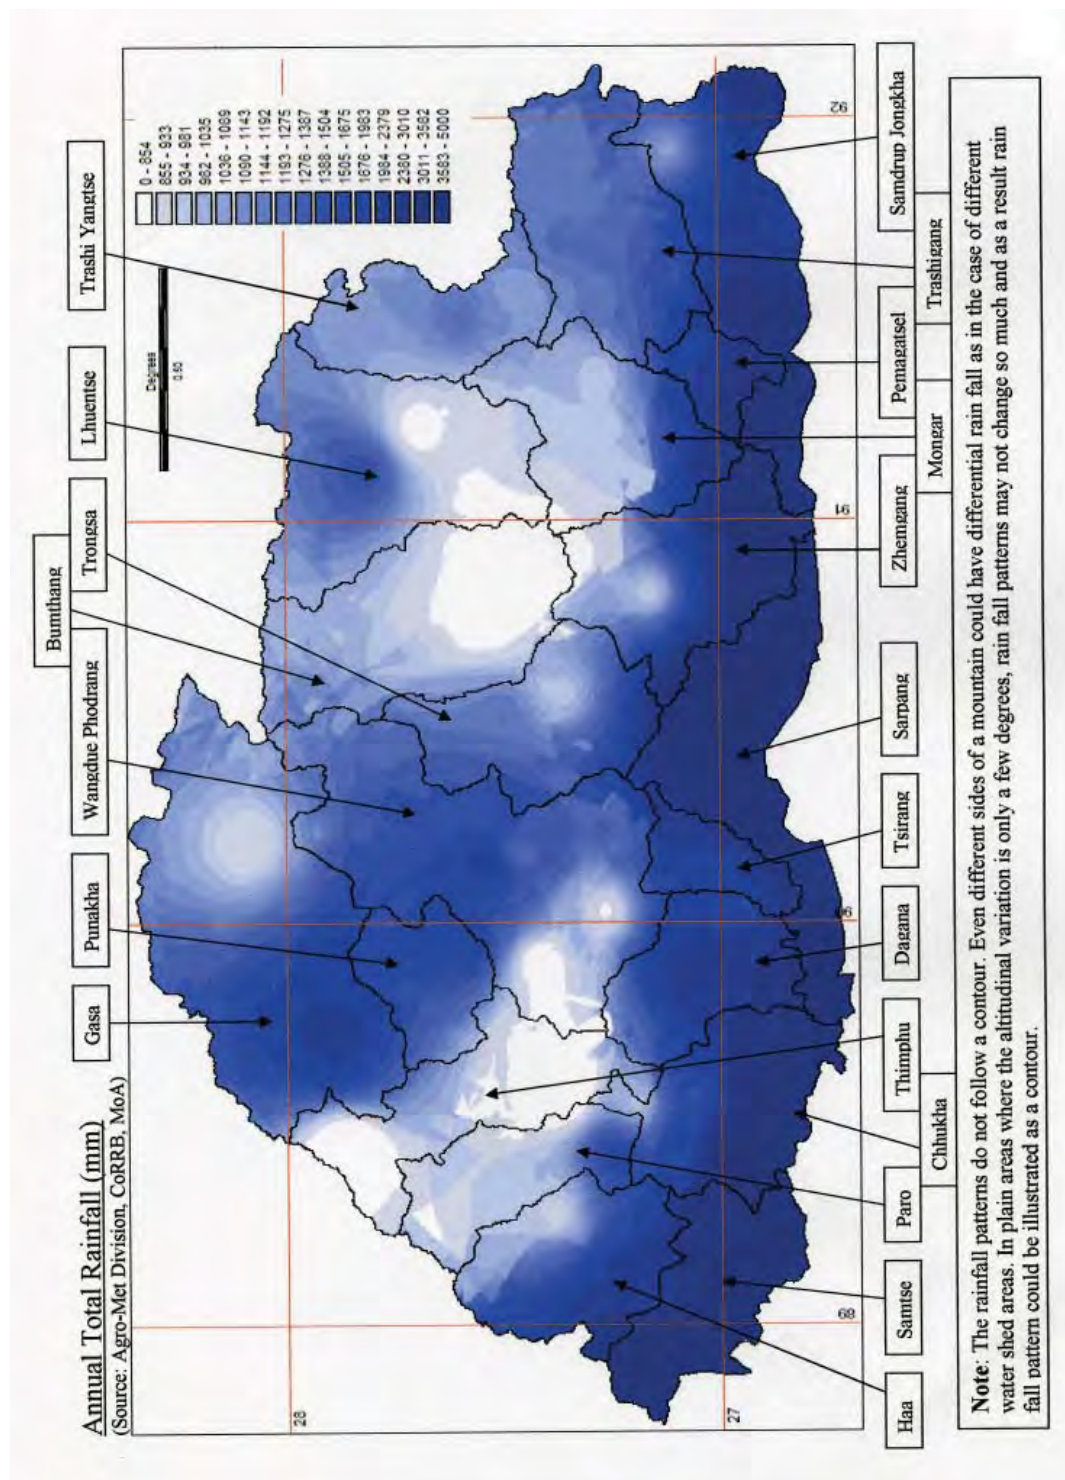 Annual Total Rainfall (mm)
(Source: Agro-Met Division, CoRRB, MoA)
Gasa
Punakha
Wangdue Phodrang
Bumthang
Trongsa
Lhuentse
Trashi Yangtse
Degrees
0.50
0 - 854
855 - 933
934 - 981
982 - 1035
1036 - 1089
1090 - 1143
1144 - 1192
1193 - 1275
1276 - 1387
1388 - 1504
1505 - 1675
1676 - 1983
1984 - 2379
2380 - 3010
3011 - 3582
3583 - 5000
28
27
89
90
91
92
Haa
Samtse
Paro
Chhukha
Thimphu
Dagana
Tsirang
Sarpang
Zhemgang
Mongar
Pemagatsel
Trashigang
Samdrup Jongkha
Note: The rainfall patterns do not follow a contour. Even different sides of a mountain could have differential rain fall as in the case of different
water shed areas. In plain areas where the altitudinal variation is only a few degrees, rain fall patterns may not change so much and as a result rain
fall pattern could be illustrated as a contour.